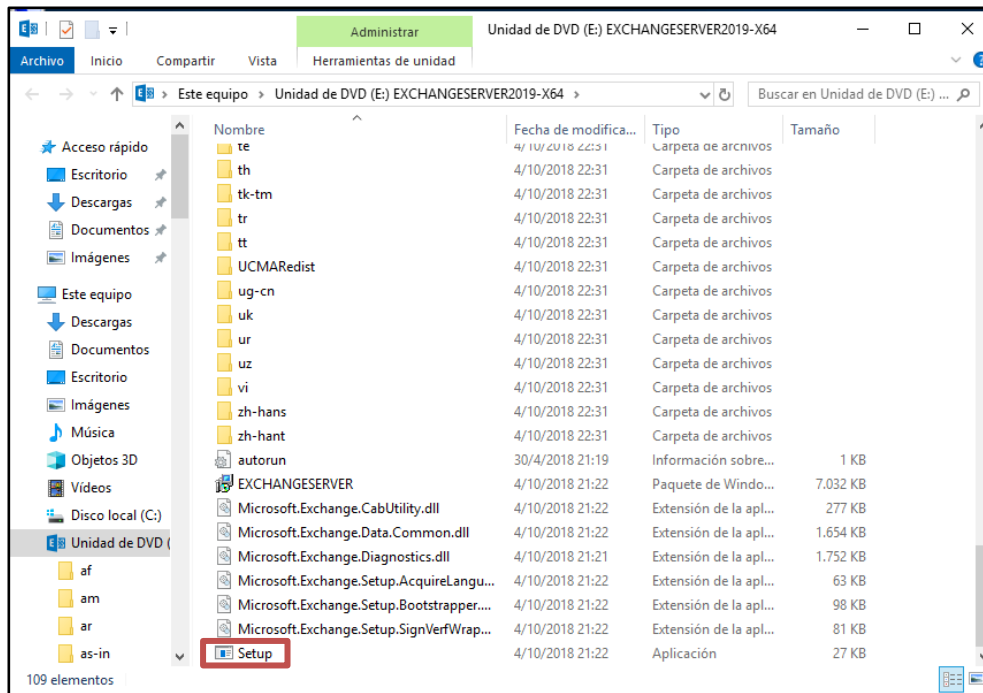 Administrar
Unidad de DVD (E:) EXCHANGESERVER2019-X64
Archivo Inicio Compartir Vista Herramientas de unidad
Este equipo > Unidad de DVD (E:) EXCHANGESERVER2019-X64 >
Buscar en Unidad de DVD (E:) ...
Nombre Fecha de modifica... Tipo Tamaño
te 4/10/2018 22:31 Carpeta de archivos
th 4/10/2018 22:31 Carpeta de archivos
tk-tm 4/10/2018 22:31 Carpeta de archivos
tr 4/10/2018 22:31 Carpeta de archivos
tt 4/10/2018 22:31 Carpeta de archivos
UCMARedist 4/10/2018 22:31 Carpeta de archivos
ug-cn 4/10/2018 22:31 Carpeta de archivos
uk 4/10/2018 22:31 Carpeta de archivos
ur 4/10/2018 22:31 Carpeta de archivos
uz 4/10/2018 22:31 Carpeta de archivos
vi 4/10/2018 22:31 Carpeta de archivos
zh-hans 4/10/2018 22:31 Carpeta de archivos
zh-hant 4/10/2018 22:31 Carpeta de archivos
autorun 30/4/2018 21:19 Información sobre... 1 KB
EXCHANGESERVER 4/10/2018 21:22 Paquete de Windo... 7.032 KB
Microsoft.Exchange.CabUtility.dll 4/10/2018 21:22 Extensión de la apl... 277 KB
Microsoft.Exchange.Data.Common.dll 4/10/2018 21:22 Extensión de la apl... 1.654 KB
Microsoft.Exchange.Diagnostics.dll 4/10/2018 21:21 Extensión de la apl... 1.752 KB
Microsoft.Exchange.Setup.AcquireLangu... 4/10/2018 21:22 Extensión de la apl... 63 KB
Microsoft.Exchange.Setup.Bootstrapper.... 4/10/2018 21:22 Extensión de la apl... 98 KB
Microsoft.Exchange.Setup.SignVerfWrap... 4/10/2018 21:22 Extensión de la apl... 81 KB
Setup 4/10/2018 21:22 Aplicación 27 KB
Acceso rápido
Escritorio
Descargas
Documentos
Imágenes
Este equipo
Descargas
Documentos
Escritorio
Imágenes
Música
Objetos 3D
Vídeos
Disco local (C:)
Unidad de DVD (
af
am
ar
as-in
109 elementos